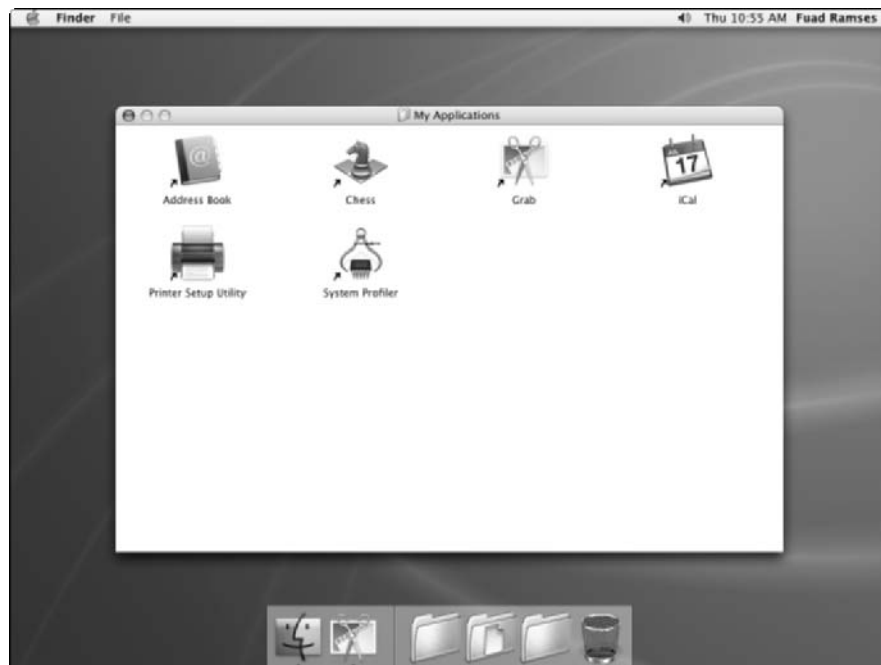 Finder File Thu 10:55 AM Fuad Ramses
My Applications
Address Book Chess Grab iCal
JUL
17
Printer Setup Utility System Profiler